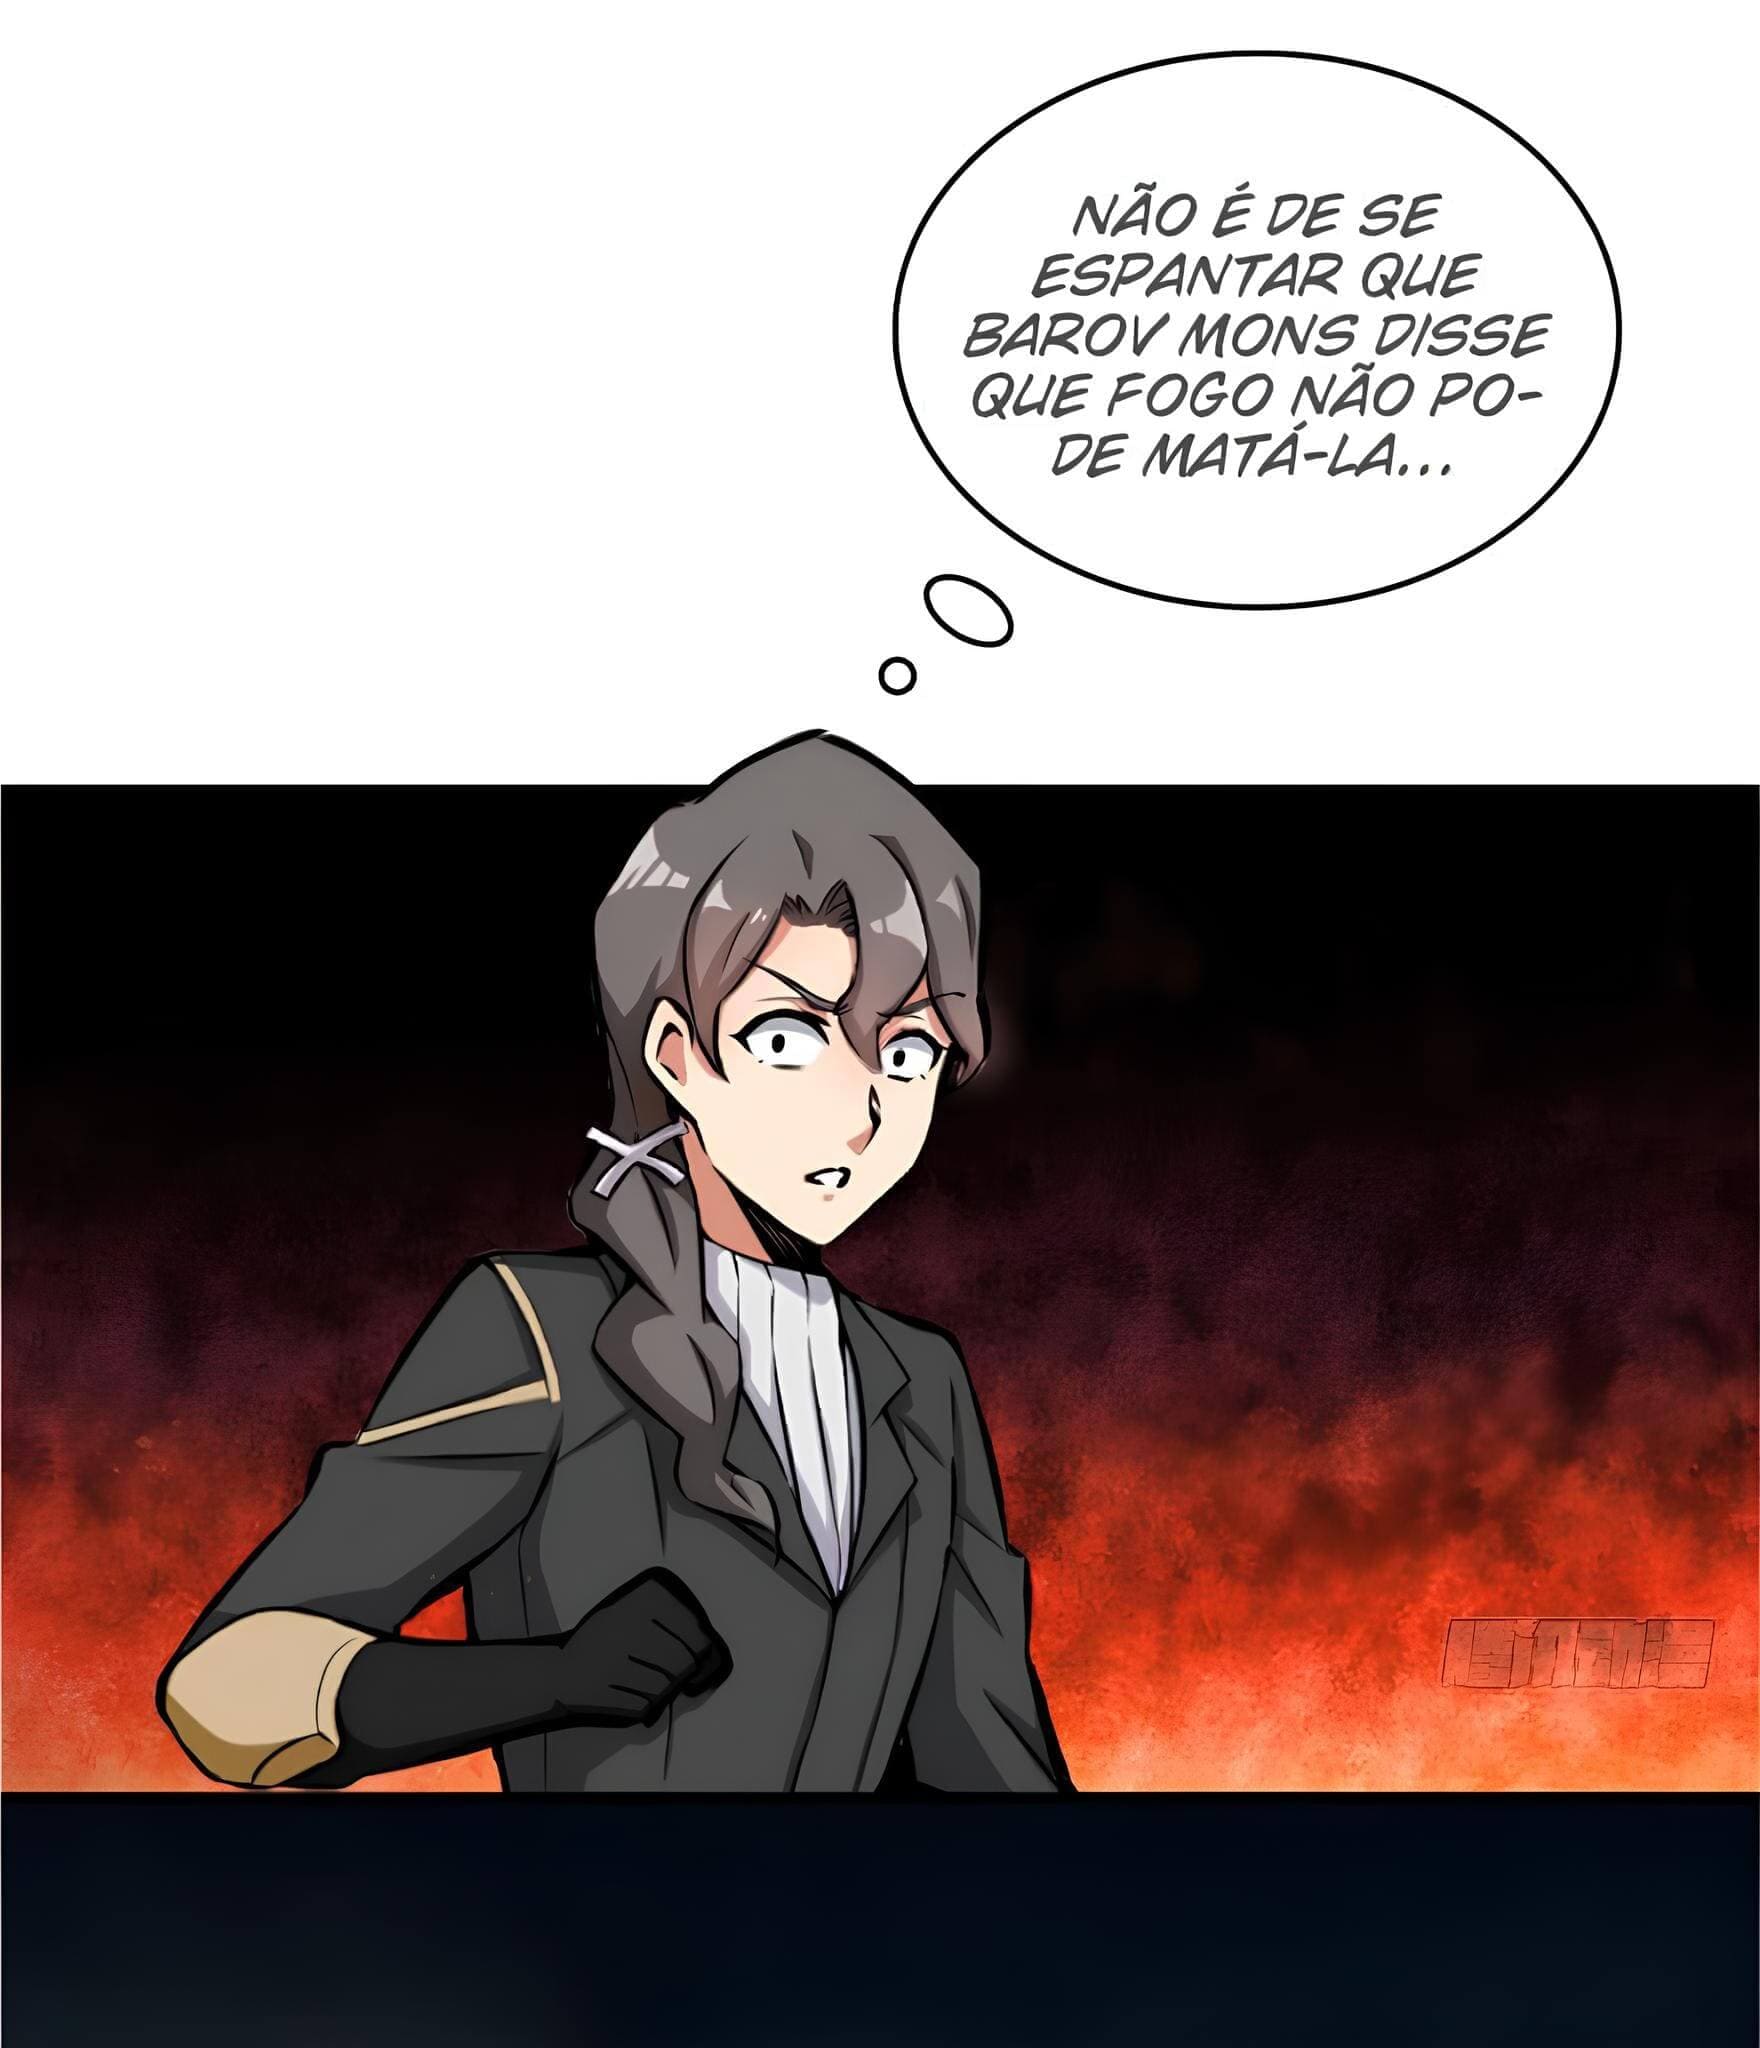 NÃO É DE SE
ESPANTAR QUE
BAROV MONS DISSE
QUE FOGO NÃO PO-
DE MATÁ-LA...